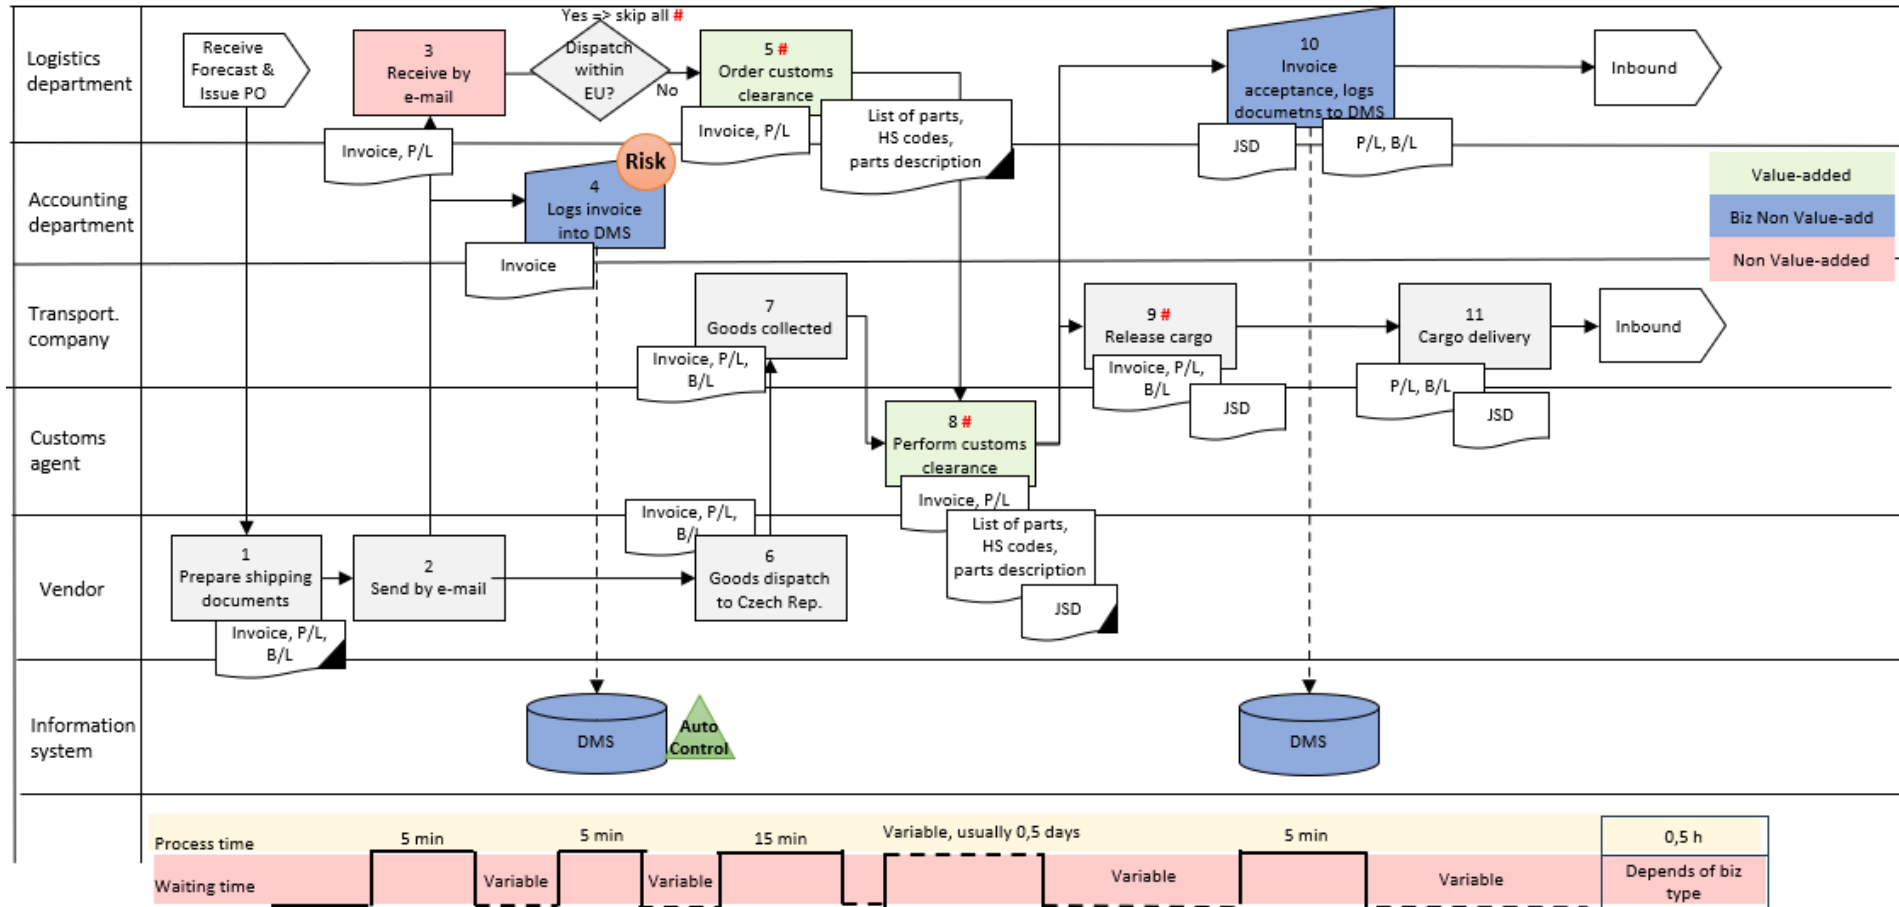 Yes => skip all #
Logistics
department
Receive
Forecast &
Issue PO
3
Receive by
e-mail
Invoice, P/L
Dispatch
within
EU?
No
5 #
Order customs
clearance
Invoice, P/L
List of parts,
HS codes,
parts description
10
Invoice
acceptance, logs
documetns to DMS
JSD
P/L, B/L
Inbound
Accounting
department
4
Logs invoice
into DMS
Risk
Invoice
Value-added
Biz Non Value-add
Non Value-added
Transport.
company
7
Goods collected
Invoice, P/L,
B/L
9 #
Release cargo
Invoice, P/L,
B/L
JSD
11
Cargo delivery
P/L, B/L
JSD
Inbound
Customs
agent
8 #
Perform customs
clearance
Invoice, P/L
List of parts,
HS codes,
parts description
JSD
Vendor
1
Prepare shipping
documents
Invoice, P/L,
B/L
2
Send by e-mail
Invoice, P/L,
B/L
6
Goods dispatch
to Czech Rep.
Information
system
DMS
Auto
Control
DMS
Process time
5 min
5 min
15 min
Variable, usually 0,5 days
5 min
0,5 h
Waiting time
Variable
Variable
Variable
Variable
Depends of biz
type